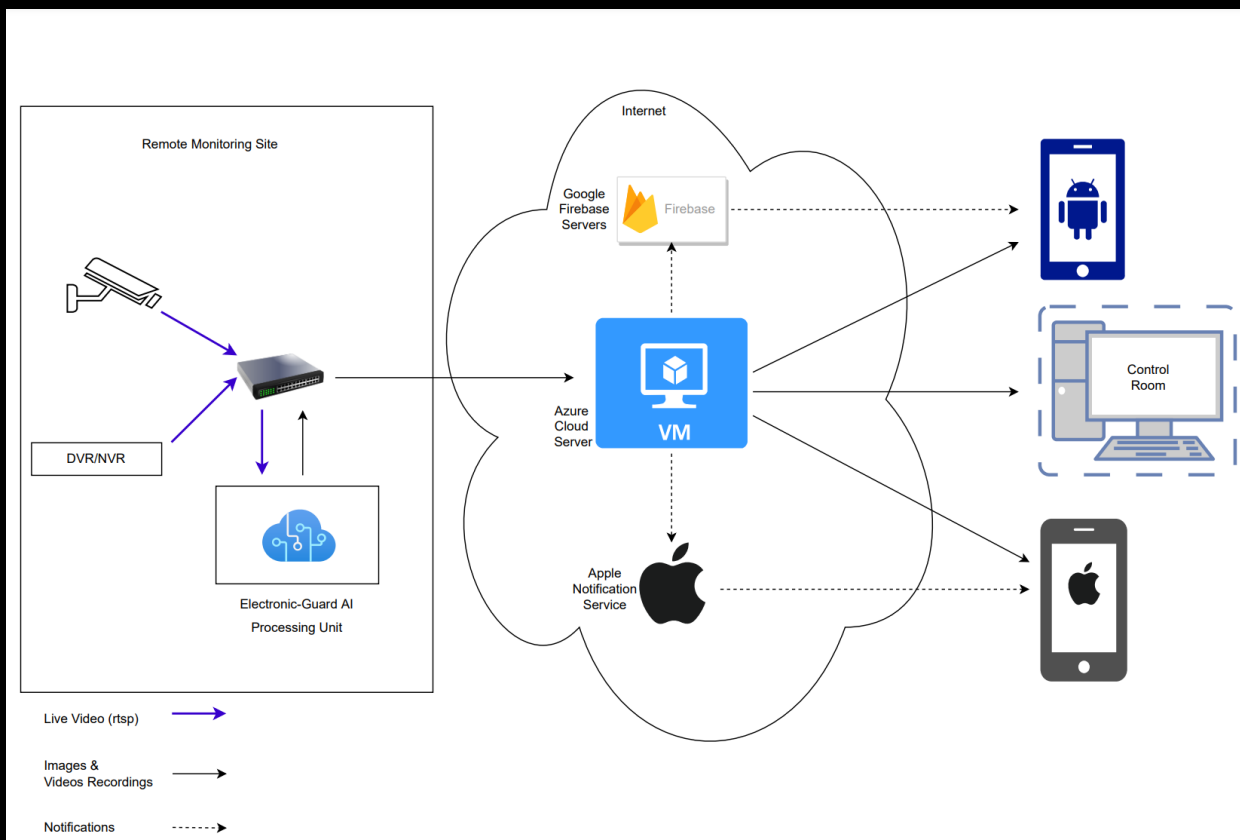 Internet
Remote Monitoring Site
Google
Firebase
Servers
Firebase
DVR/NVR
Azure
Cloud
Server
VM
Control
Room
Electronic-Guard AI
Processing Unit
Apple
Notification
Service
Live Video (rtsp)
Images &
Videos Recordings
Notifications